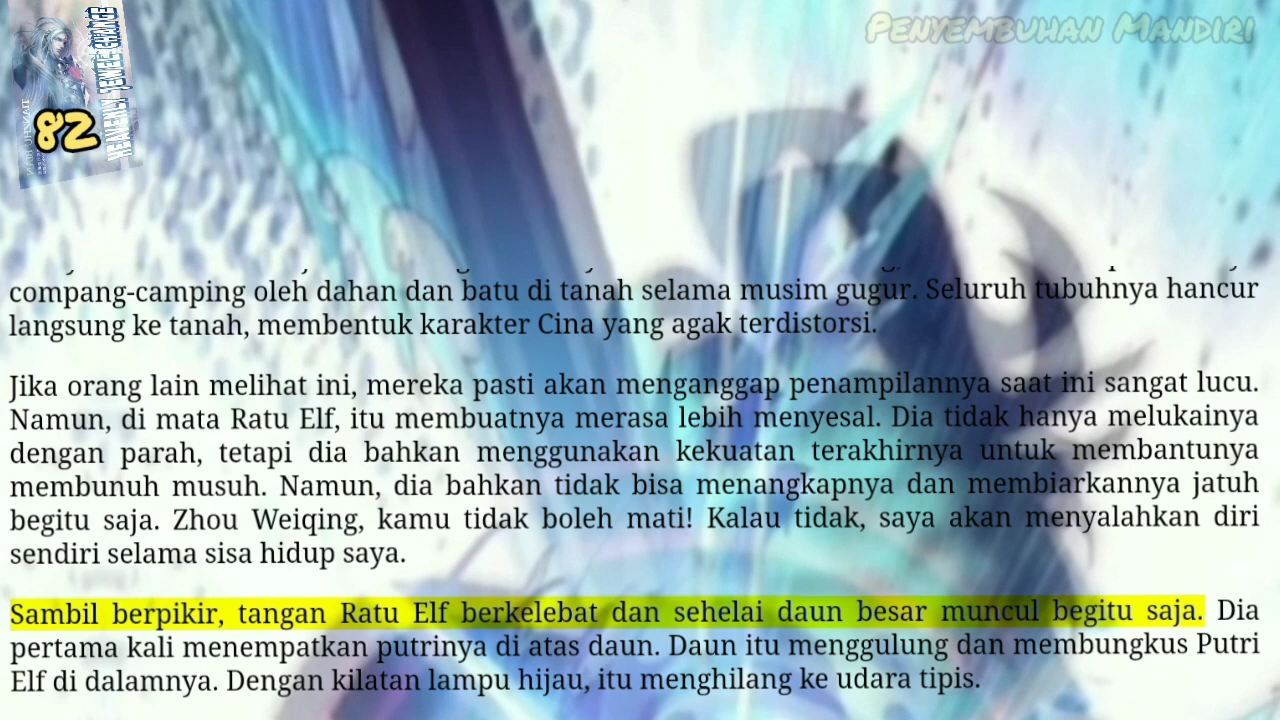 Penyembuhan Mandiri
HEAVENLY JEWEL CHANGE
82
compang-camping oleh dahan dan batu di tanah selama musim gugur. Seluruh tubuhnya hancur
langsung ke tanah, membentuk karakter Cina yang agak terdistorsi.
Jika orang lain melihat ini, mereka pasti akan menganggap penampilannya saat ini sangat lucu.
Namun, di mata Ratu Elf, itu membuatnya merasa lebih menyesal. Dia tidak hanya melukainya
dengan parah, tetapi dia bahkan menggunakan kekuatan terakhirnya untuk membantunya
membunuh musuh. Namun, dia bahkan tidak bisa menangkapnya dan membiarkannya jatuh
begitu saja. Zhou Weiqing, kamu tidak boleh mati! Kalau tidak, saya akan menyalahkan diri
sendiri selama sisa hidup saya.
Sambil berpikir, tangan Ratu Elf berkelebat dan sehelai daun besar muncul begitu saja. Dia
pertama kali menempatkan putrinya di atas daun. Daun itu menggulung dan membungkus Putri
Elf di dalamnya. Dengan kilatan lampu hijau, itu menghilang ke udara tipis.